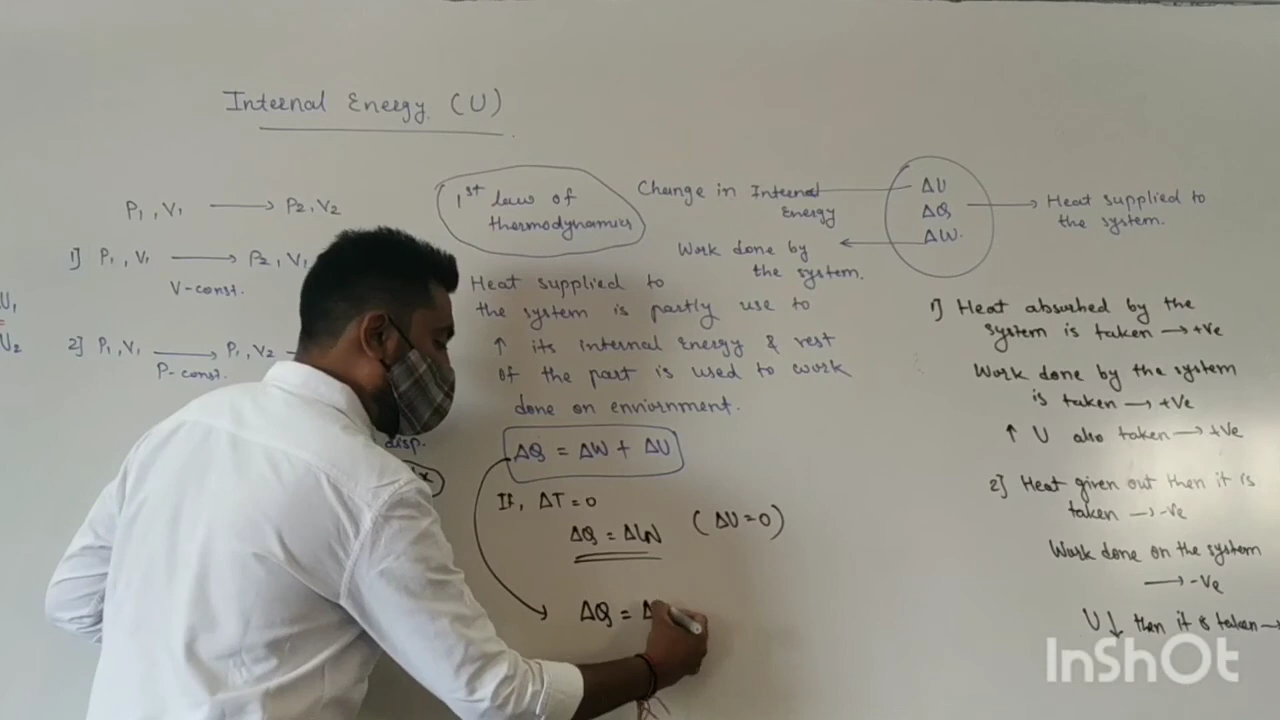 Internal Energy (U)
P₁, V₁ ⟶ P₂, V₂
1] P₁, V₁ ⟶ P₂, V₁
V-const.
U₁
=
U₂
2] P₁, V₁ ⟶ P₁, V₂
P-const.
disp.
1st law of
thermodynamics
Change in Internal
Energy
Work done by
the system.
ΔU
ΔQ
ΔW.
Heat supplied to
the system.
Heat supplied to
the system is partly use to
↑ its internal energy & rest
of the part is used to work
done on enviornment.
ΔQ = ΔW + ΔU
If, ΔT = 0
ΔQ = ΔW (ΔU = 0)
ΔQ = Δ
1] Heat absurbed by the
system is taken → +ve
Work done by the system
is taken → +ve
↑ U also taken → +ve
2] Heat given out then it is
taken → -ve
Work done on the system
→ -ve
U↓ then it is taken →
InShOt